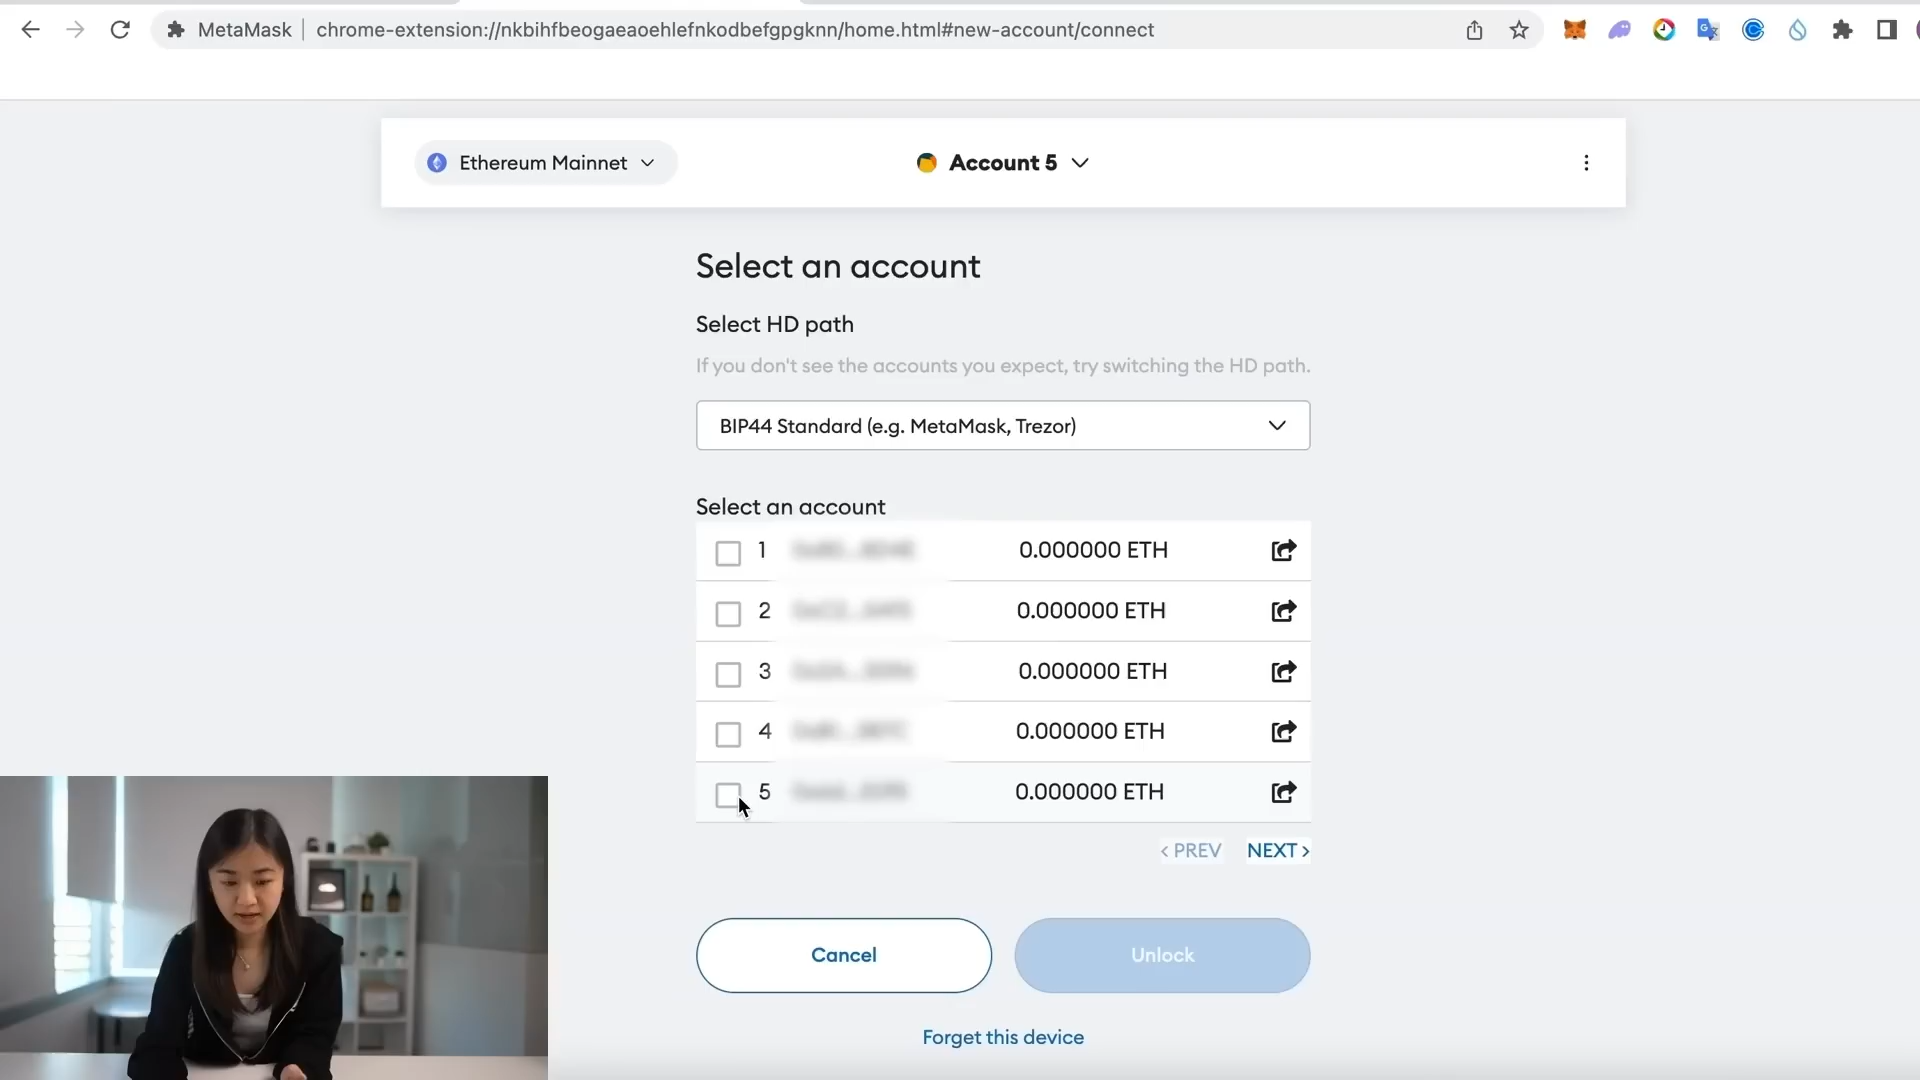 MetaMask
chrome-extension://nkbihfbeogaeaoehlefnkodbefgpgknn/home.html#new-account/connect
Ethereum Mainnet
Account 5
Select an account
Select HD path
If you don't see the accounts you expect, try switching the HD path.
BIP44 Standard (e.g. MetaMask, Trezor)
Select an account
1 0.000000 ETH
2 0.000000 ETH
3 0.000000 ETH
4 0.000000 ETH
5 0.000000 ETH
< PREV NEXT >
Cancel Unlock
Forget this device